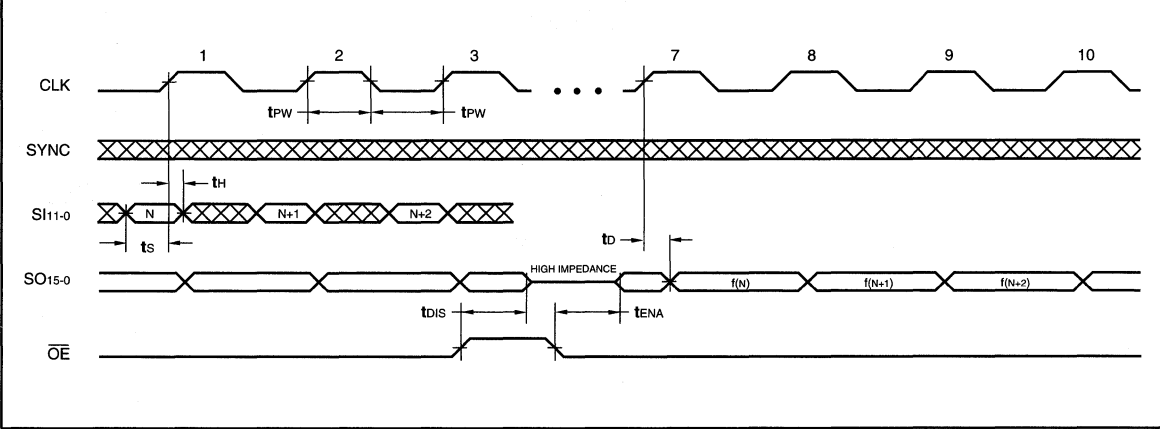 1 2 3 7 8 9 10
CLK
tPW tPW
SYNC
tH
SI11-0 N N+1 N+2
tS
tD
SO15-0 HIGH IMPEDANCE f(N) f(N+1) f(N+2)
tDIS tENA
OE